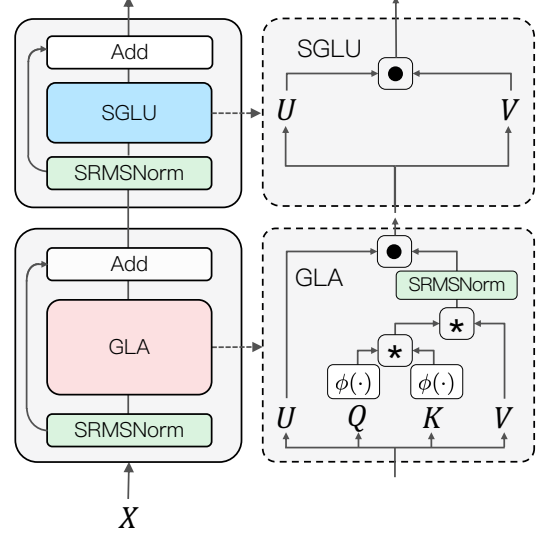 Add
SGLU
SRMSNorm
SGLU
U
V
Add
GLA
SRMSNorm
GLA
SRMSNorm
*
*
ϕ(·)
ϕ(·)
U
Q
K
V
X